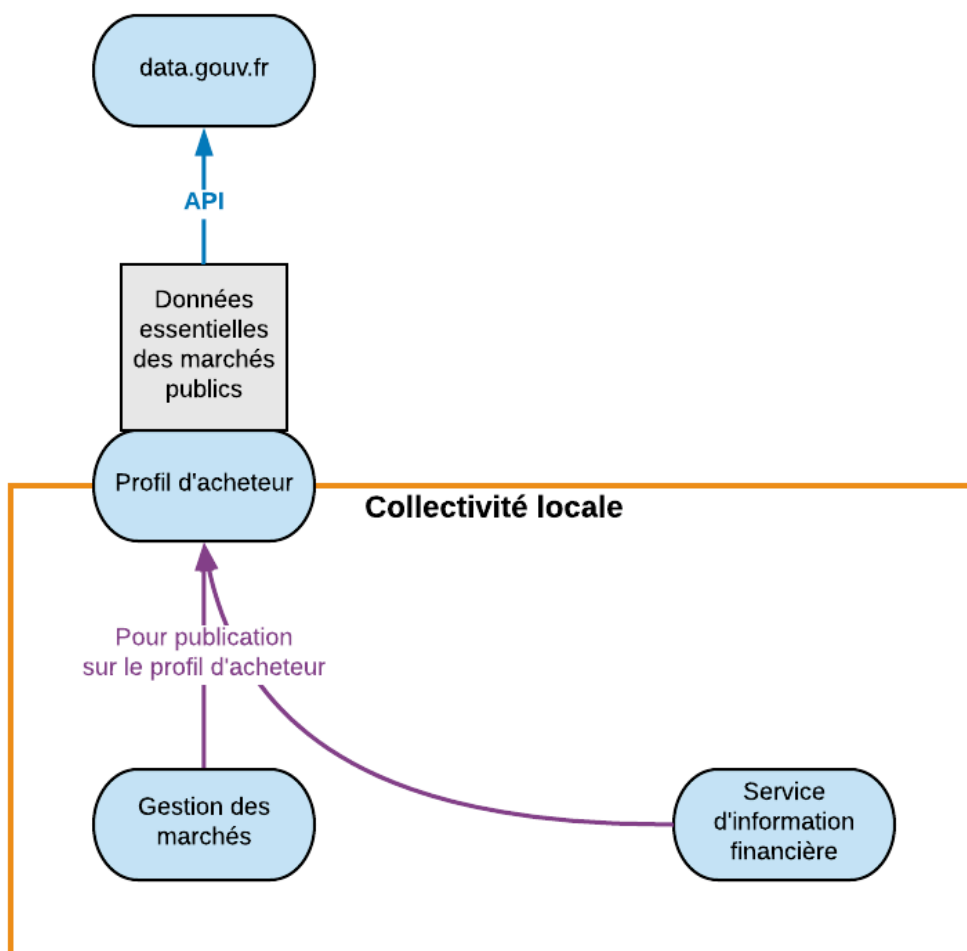 data.gouv.fr
API
Données
essentielles
des marchés
publics
Profil d'acheteur
Collectivité locale
Pour publication
sur le profil d'acheteur
Gestion des
marchés
Service
d'information
financière